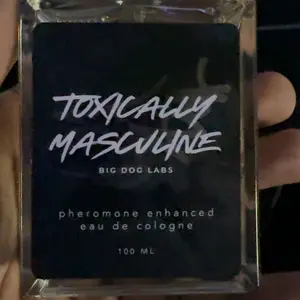 TOXICALLY
MASCULINE
BIG DOG LABS
pheromone enhanced
eau de cologne
100 ML